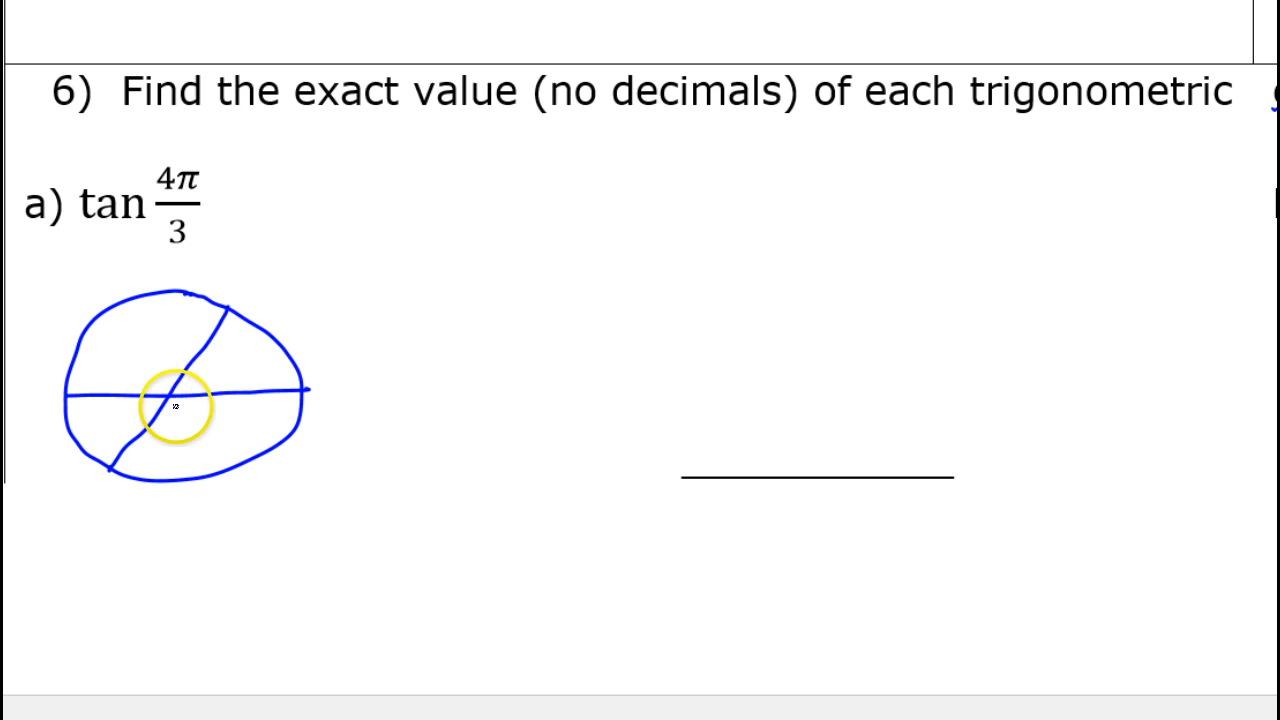 6) Find the exact value (no decimals) of each trigonometric
a) tan 4π/3